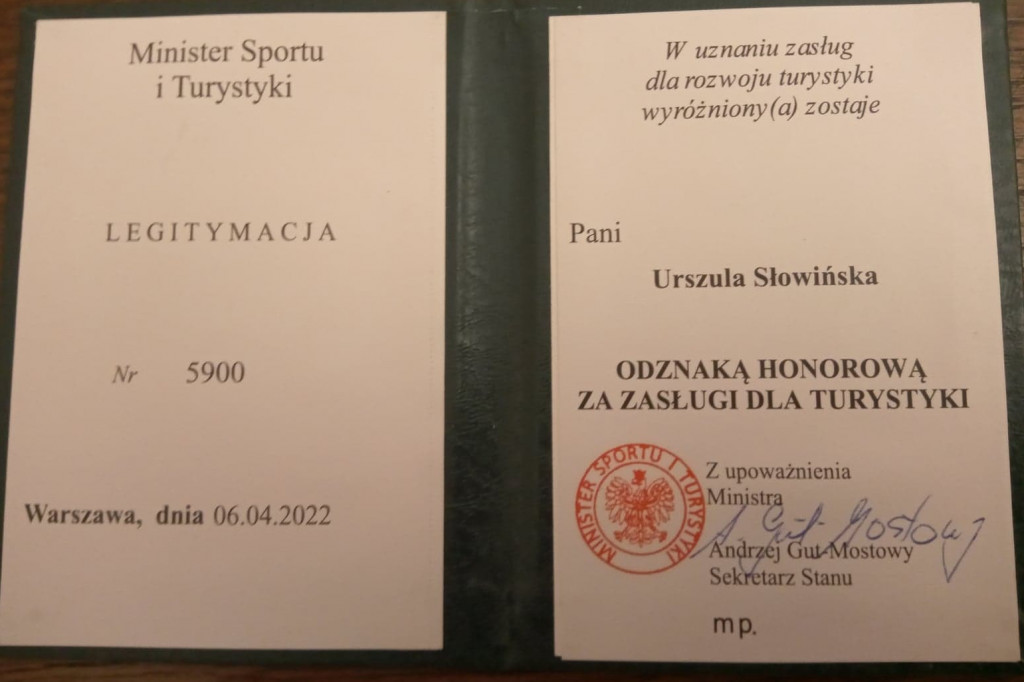 Minister Sportu
i Turystyki
LEGITYMACJA
Nr 5900
Warszawa, dnia 06.04.2022
W uznaniu zasług
dla rozwoju turystyki
wyróżniony(a) zostaje
Pani
Urszula Słowińska
ODZNAKĄ HONOROWĄ
ZA ZASŁUGI DLA TURYSTYKI
MINISTER SPORTU I TURYSTYKI
Z upoważnienia
Ministra
A. Gut-Mostowy
Andrzej Gut-Mostowy
Sekretarz Stanu
mp.